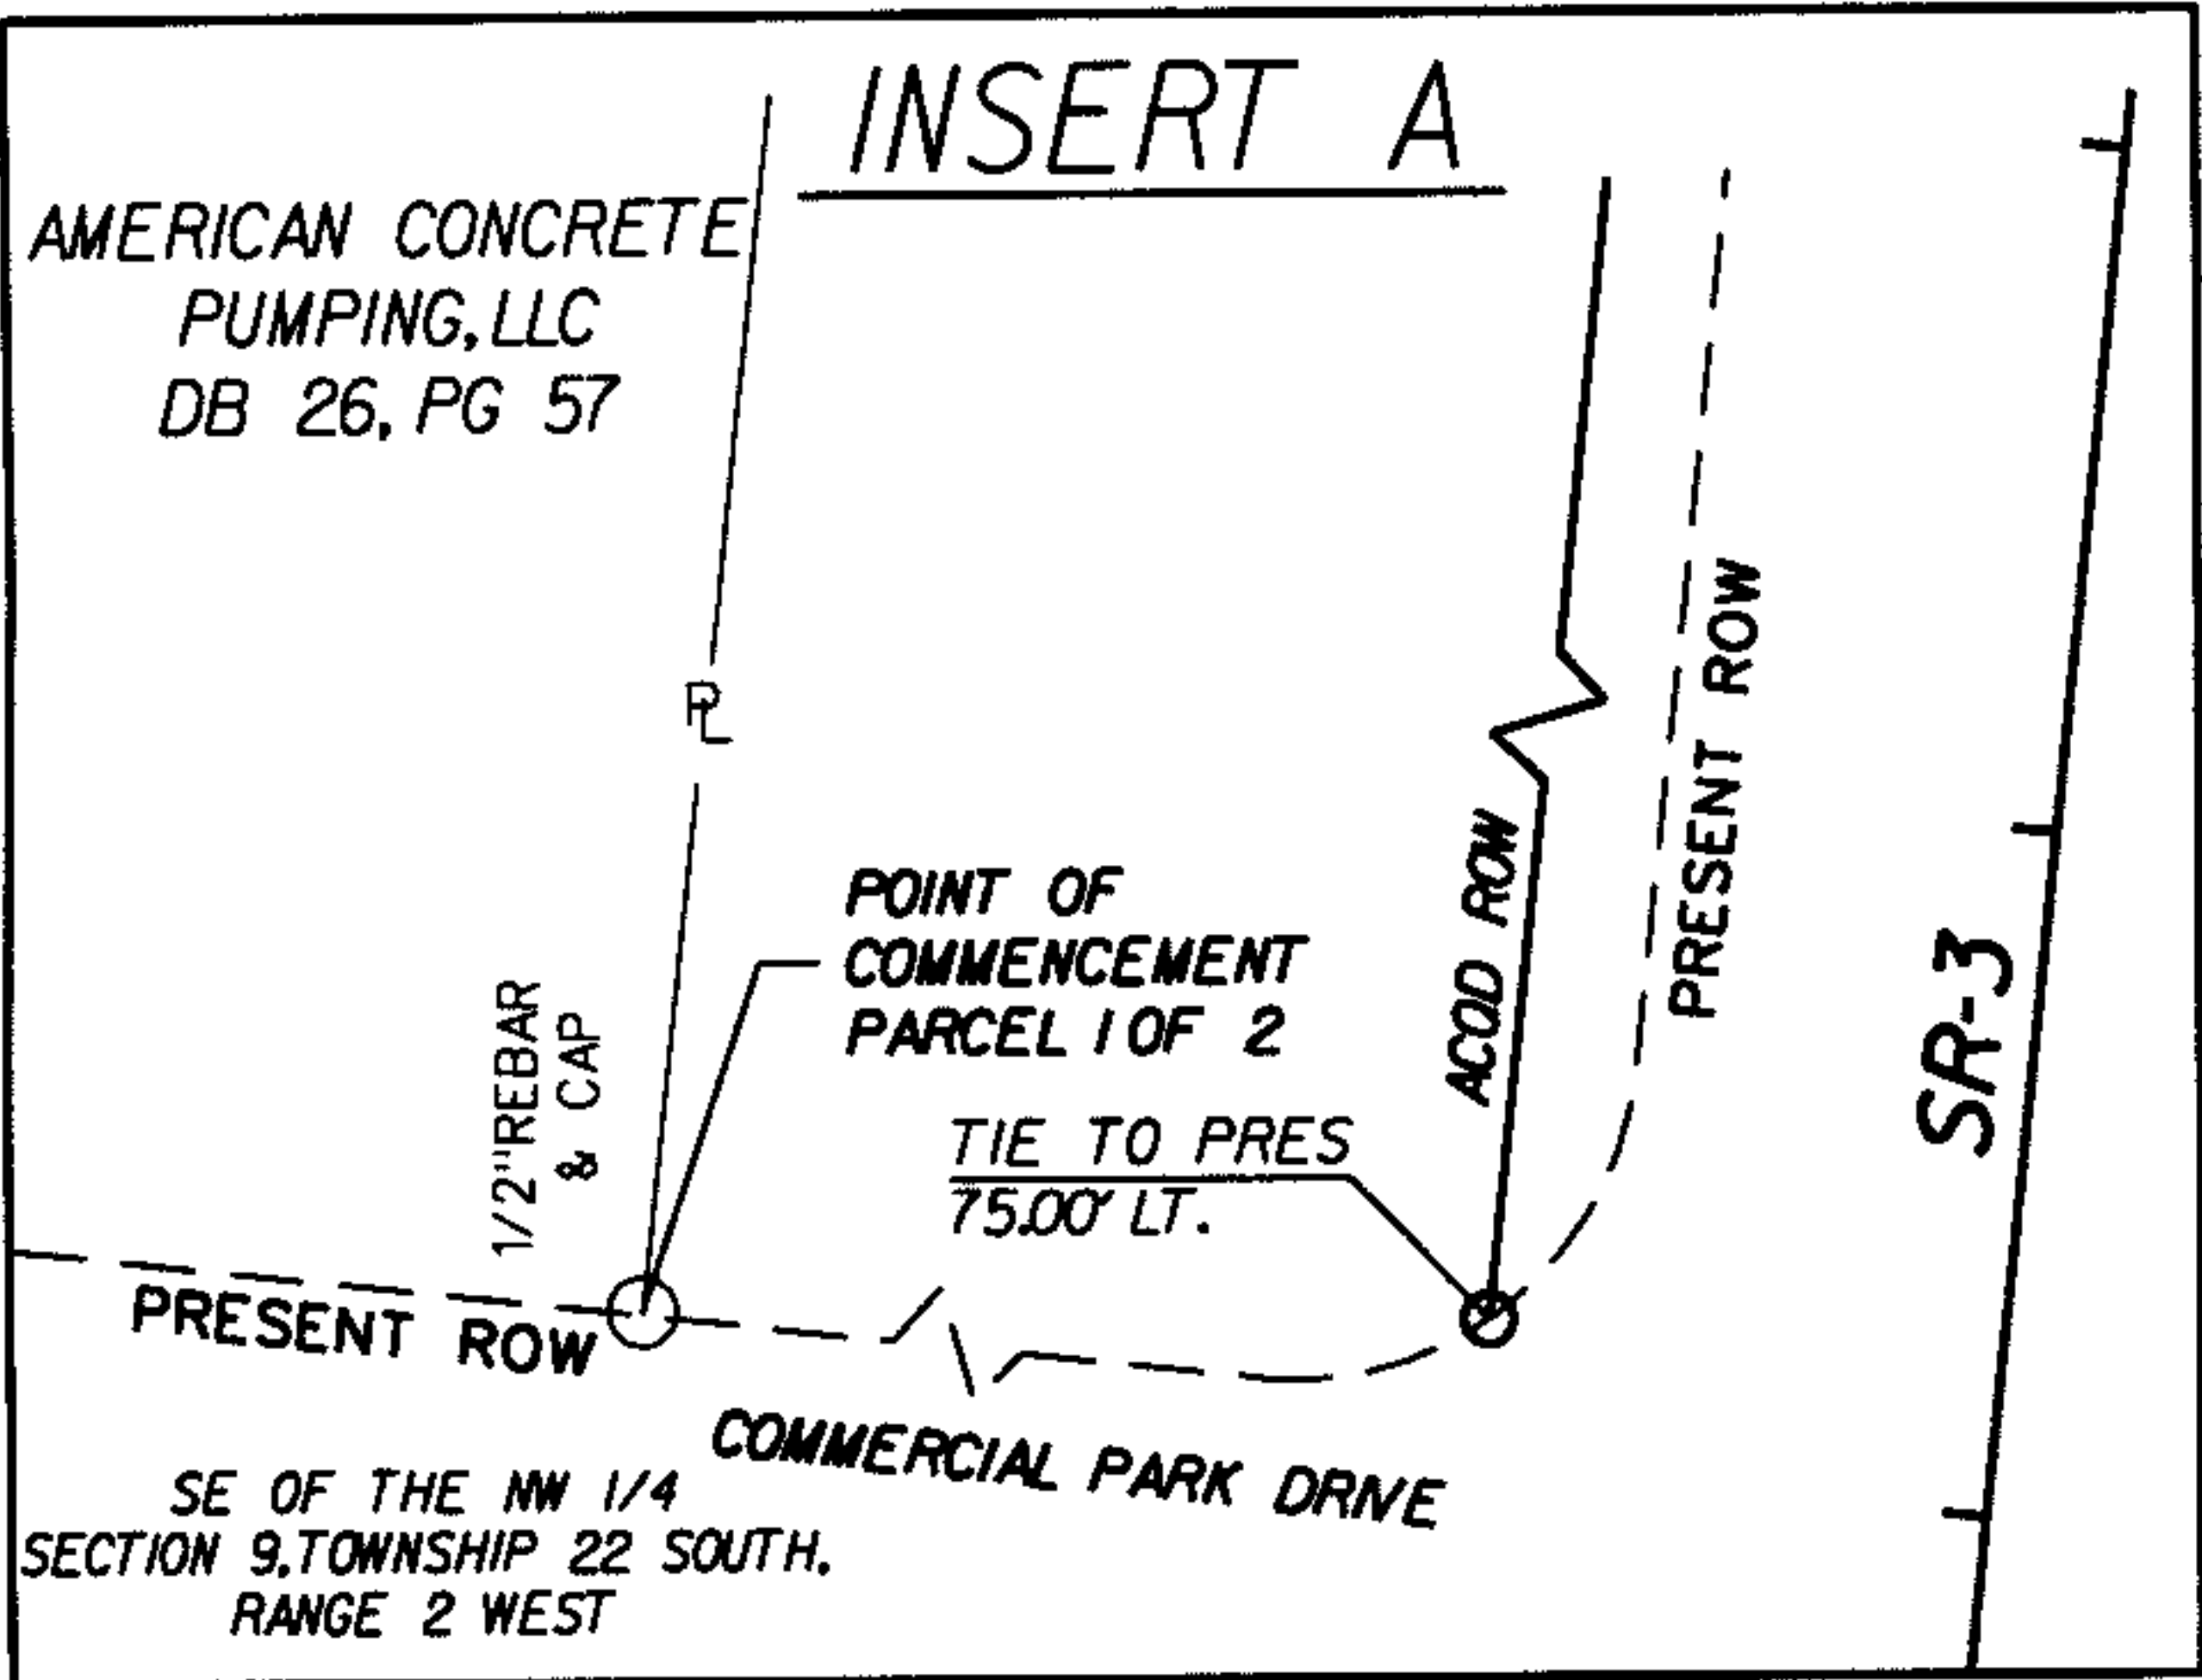 INSERT A
AMERICAN CONCRETE
PUMPING, LLC
DB 26, PG 57
PL
POINT OF
COMMENCEMENT
PARCEL 1 OF 2
1/2" REBAR
& CAP
TIE TO PRES
75.00' LT.
ACQD ROW
PRESENT ROW
SR-3
PRESENT ROW
COMMERCIAL PARK DRIVE
SE OF THE NW 1/4
SECTION 9, TOWNSHIP 22 SOUTH.
RANGE 2 WEST